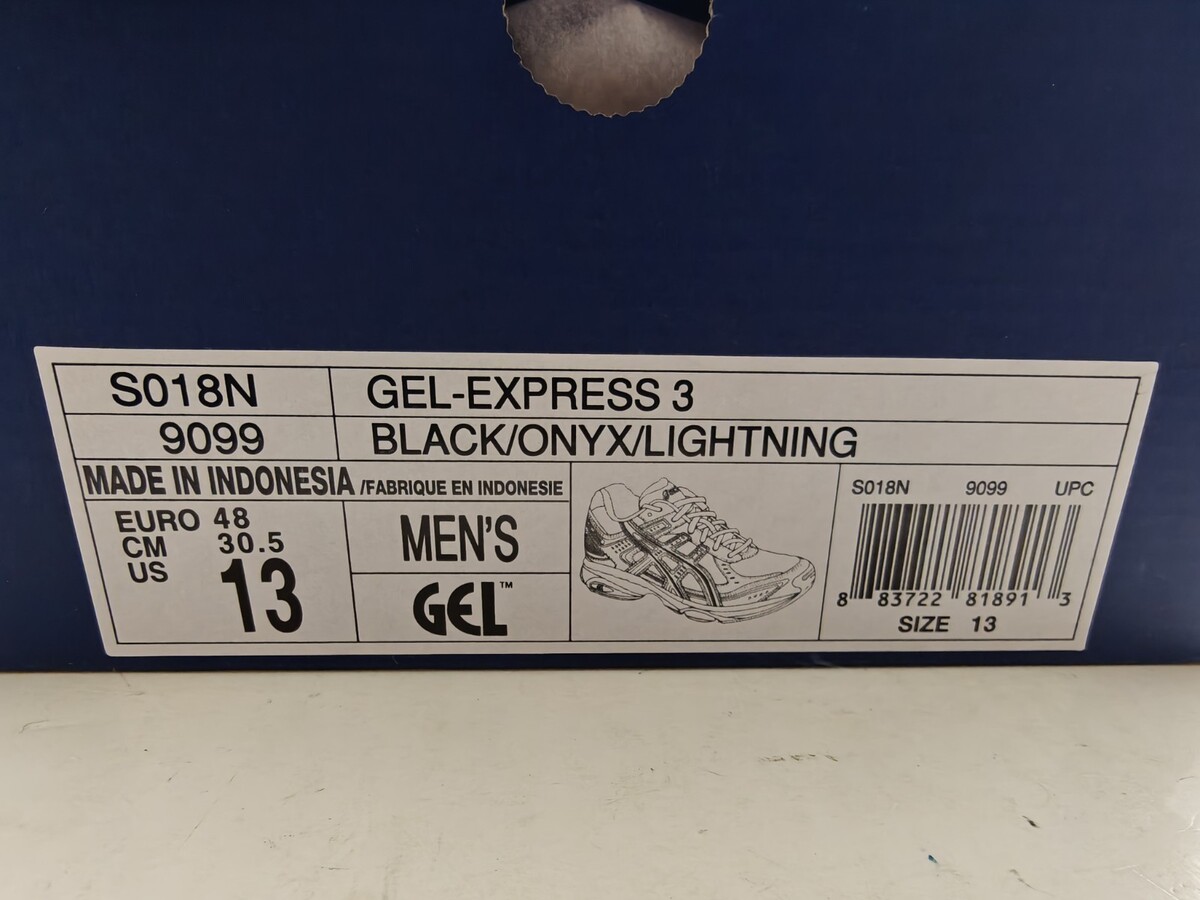 S018N
GEL-EXPRESS 3
9099
BLACK/ONYX/LIGHTNING
MADE IN INDONESIA /FABRIQUE EN INDONESIE
EURO 48
CM 30.5
US 13
MEN'S
GEL™
S018N 9099 UPC
8 83722 81891 3
SIZE 13